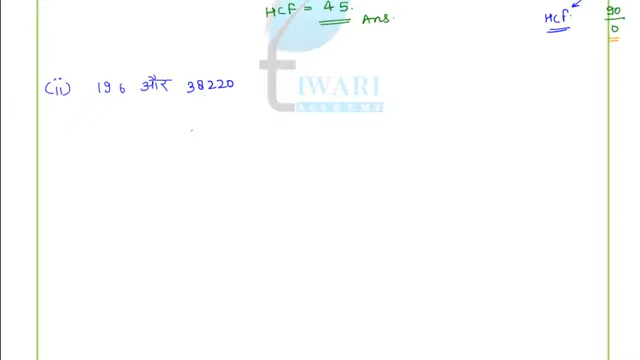 HCF = 45 Ans.
HCF.
90
0
(ii) 196 और 38220
TIWARI
ACADEMY